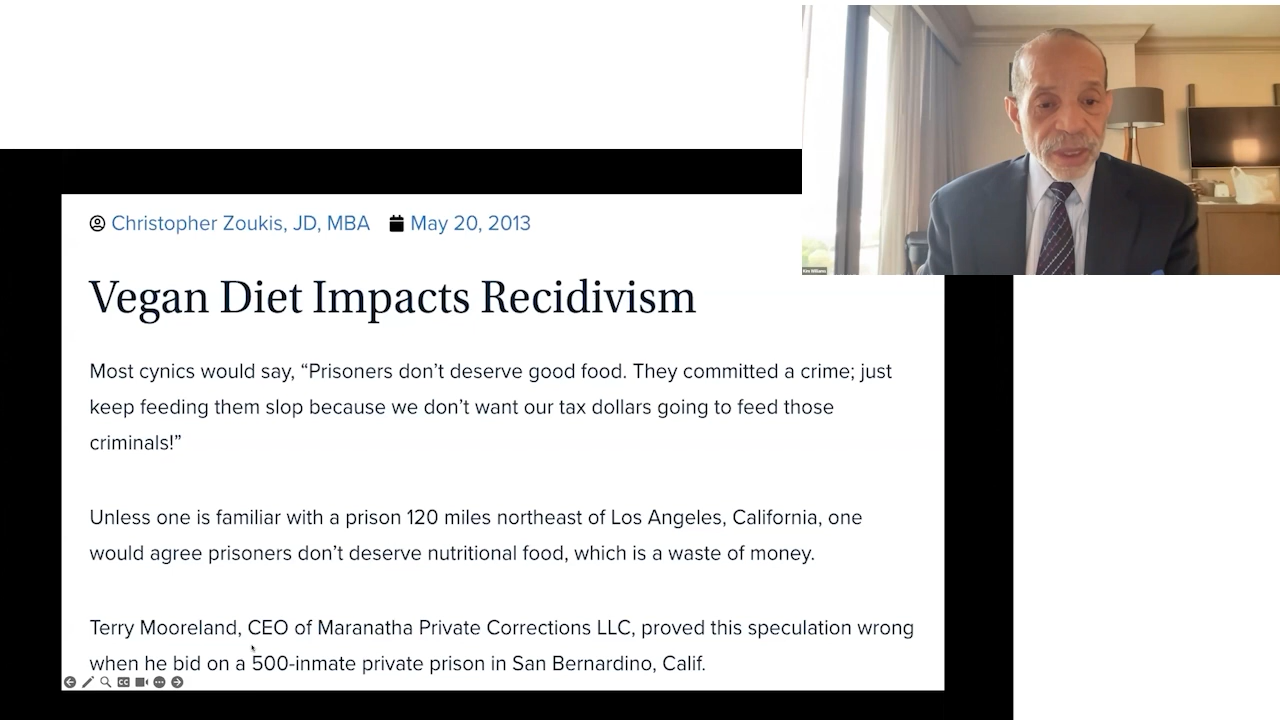 Christopher Zoukis, JD, MBA May 20, 2013
Vegan Diet Impacts Recidivism
Most cynics would say, “Prisoners don’t deserve good food. They committed a crime; just
keep feeding them slop because we don’t want our tax dollars going to feed those
criminals!”
Unless one is familiar with a prison 120 miles northeast of Los Angeles, California, one
would agree prisoners don’t deserve nutritional food, which is a waste of money.
Terry Mooreland, CEO of Maranatha Private Corrections LLC, proved this speculation wrong
when he bid on a 500-inmate private prison in San Bernardino, Calif.
CC
Kim Williams